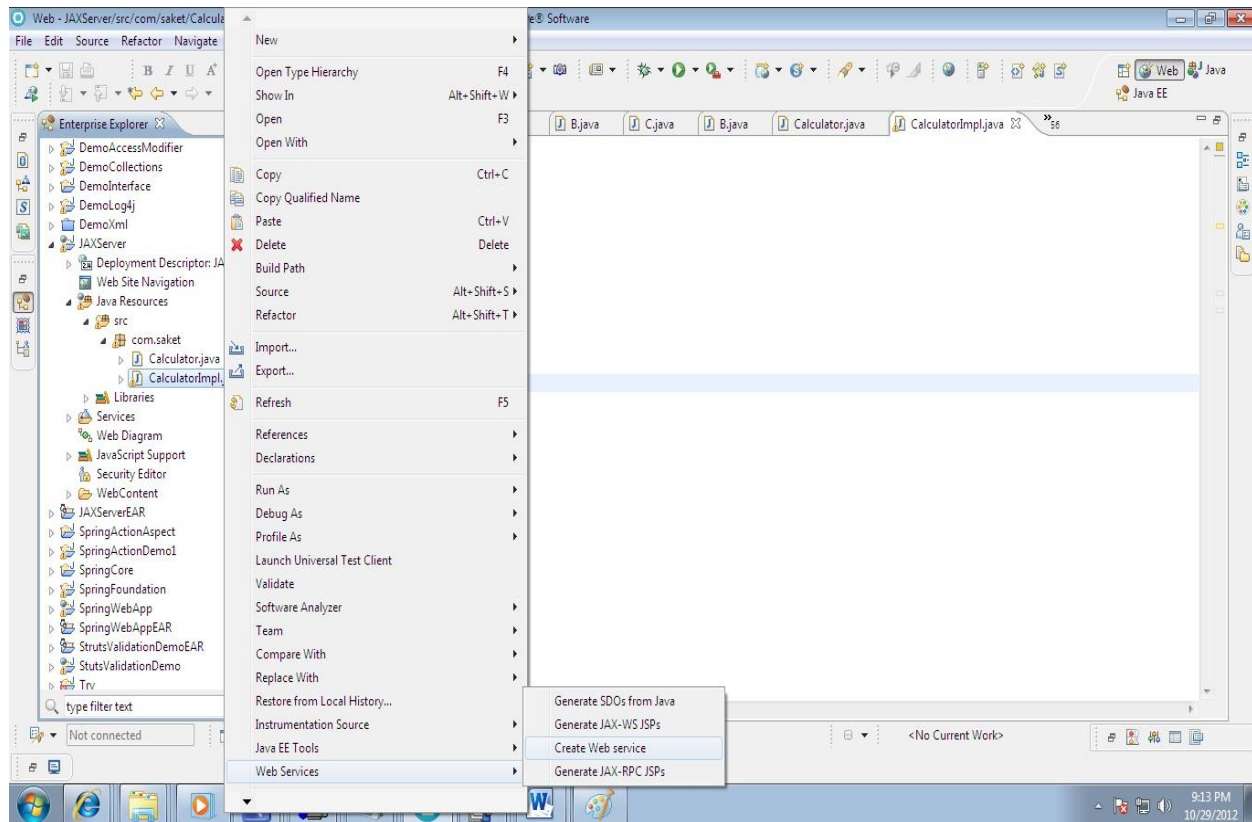 Web - JAXServer/src/com/saket/Calcula
e® Software
File Edit Source Refactor Navigate
B I U A
Web
Java
Java EE
Enterprise Explorer
DemoAccessModifier
DemoCollections
DemoInterface
DemoLog4j
DemoXml
JAXServer
Deployment Descriptor: JA
Web Site Navigation
Java Resources
src
com.saket
Calculator.java
CalculatorImpl.j
Libraries
Services
Web Diagram
JavaScript Support
Security Editor
WebContent
JAXServerEAR
SpringActionAspect
SpringActionDemo1
SpringCore
SpringFoundation
SpringWebApp
SpringWebAppEAR
StrutsValidationDemoEAR
StutsValidationDemo
Try
type filter text
Not connected
New
Open Type Hierarchy F4
Show In Alt+Shift+W
Open F3
Open With
Copy Ctrl+C
Copy Qualified Name
Paste Ctrl+V
Delete Delete
Build Path
Source Alt+Shift+S
Refactor Alt+Shift+T
Import...
Export...
Refresh F5
References
Declarations
Run As
Debug As
Profile As
Launch Universal Test Client
Validate
Software Analyzer
Team
Compare With
Replace With
Restore from Local History...
Instrumentation Source
Java EE Tools
Web Services
Generate SDOs from Java
Generate JAX-WS JSPs
Create Web service
Generate JAX-RPC JSPs
B.java C.java B.java Calculator.java CalculatorImpl.java »56
<No Current Work>
9:13 PM
10/29/2012